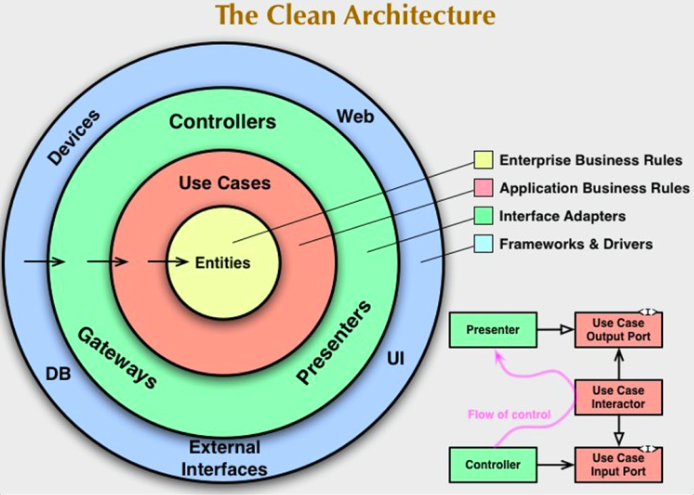 The Clean Architecture
Devices
Web
Controllers
Use Cases
Entities
Gateways
Presenters
DB
UI
External
Interfaces
Enterprise Business Rules
Application Business Rules
Interface Adapters
Frameworks & Drivers
Presenter
Use Case
Output Port
Use Case
Interactor
Flow of control
Controller
Use Case
Input Port